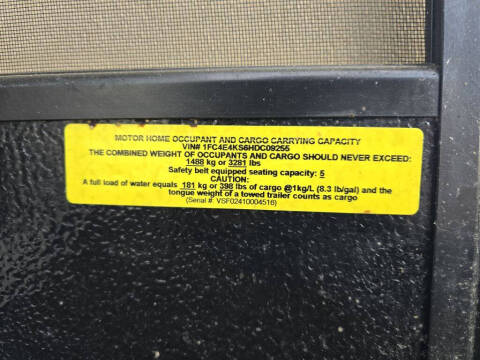 MOTOR HOME OCCUPANT AND CARGO CARRYING CAPACITY
VIN# 1FC4E4KS6HDC09255
THE COMBINED WEIGHT OF OCCUPANTS AND CARGO SHOULD NEVER EXCEED:
1488 kg or 3281 lbs
Safety belt equipped seating capacity: 5
CAUTION:
A full load of water equals 181 kg or 398 lbs of cargo @1kg/L (8.3 lb/gal) and the
tongue weight of a towed trailer counts as cargo
(Serial #: VSF02410004516)